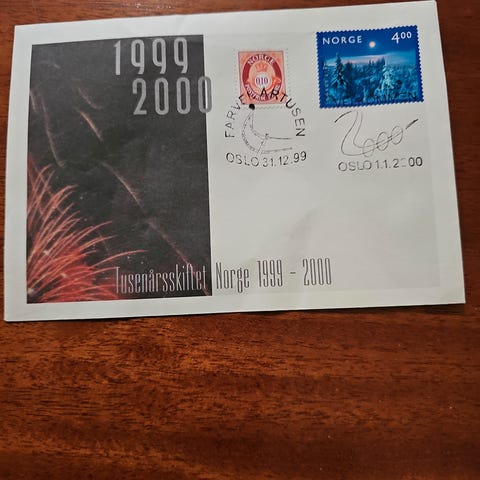 1999
2000
NORGE
010
NORGE 4.00
FARVEL ÅRTUSEN
OSLO 31.12.99
2000
OSLO 1.1.2000
Tusenårsskiftet Norge 1999 - 2000